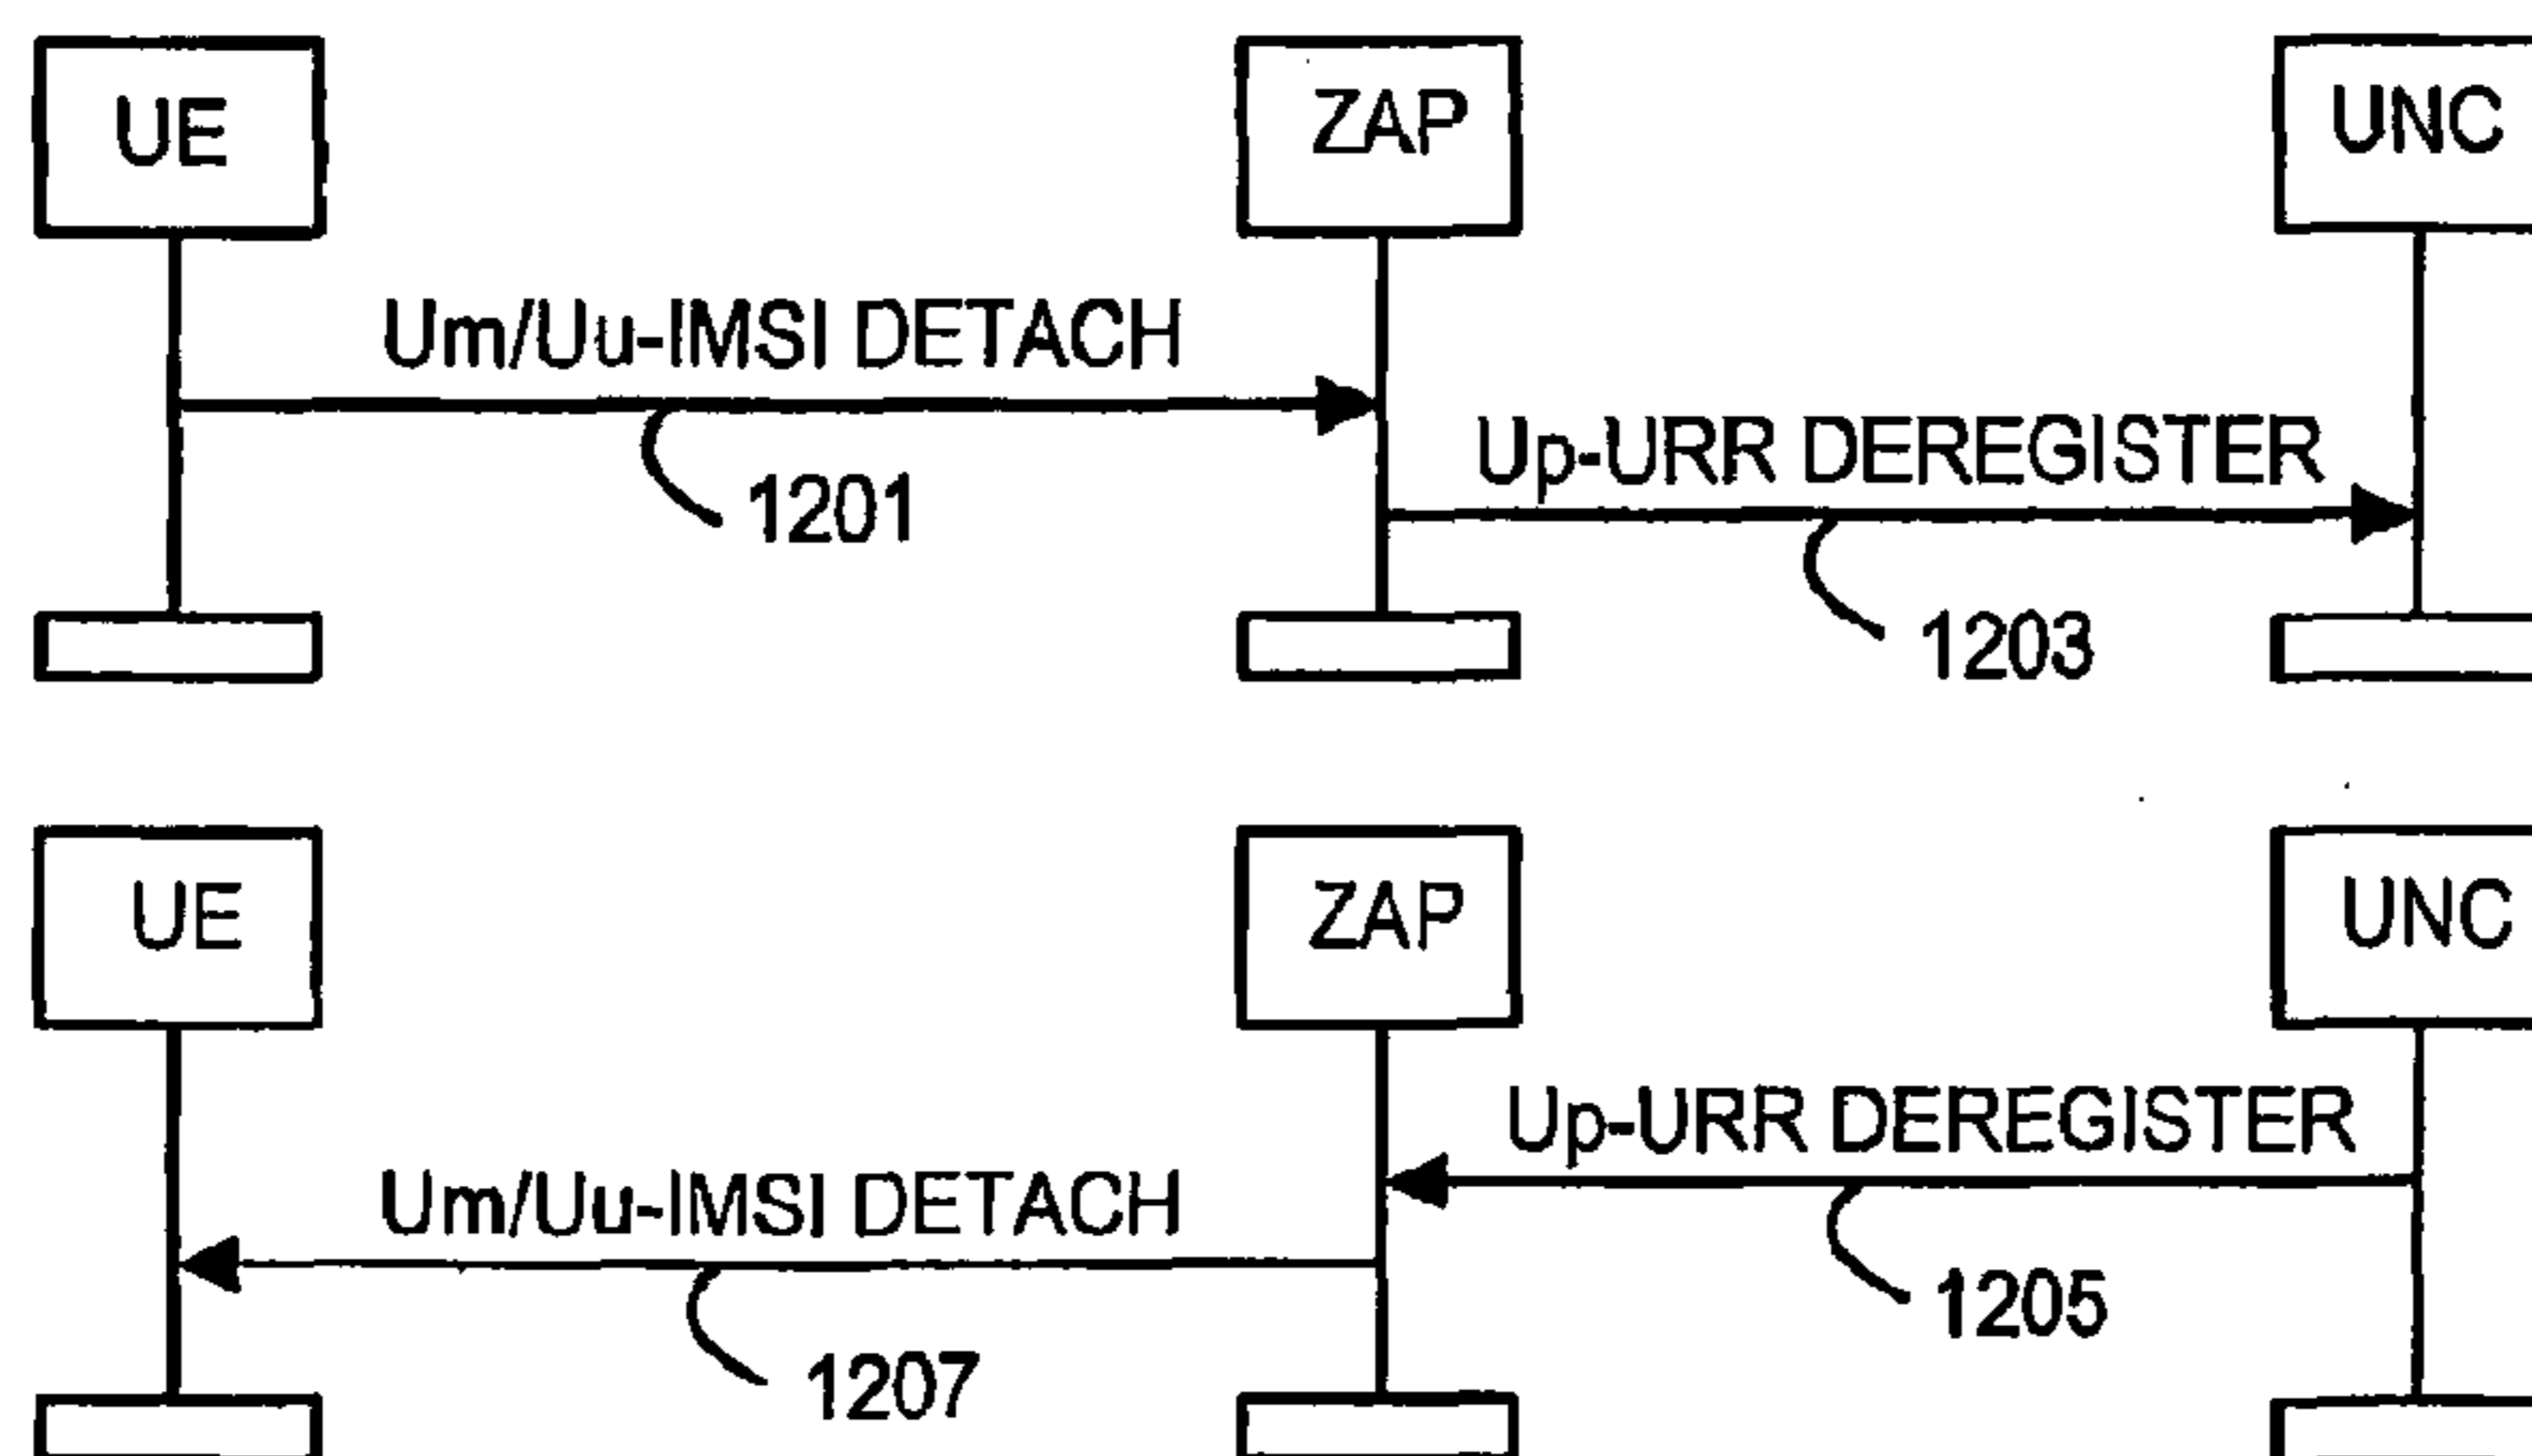 UE ZAP UNC
Um/Uu-IMSI DETACH
Up-URR DEREGISTER
1201
1203
UE ZAP UNC
Up-URR DEREGISTER
Um/Uu-IMSI DETACH
1205
1207